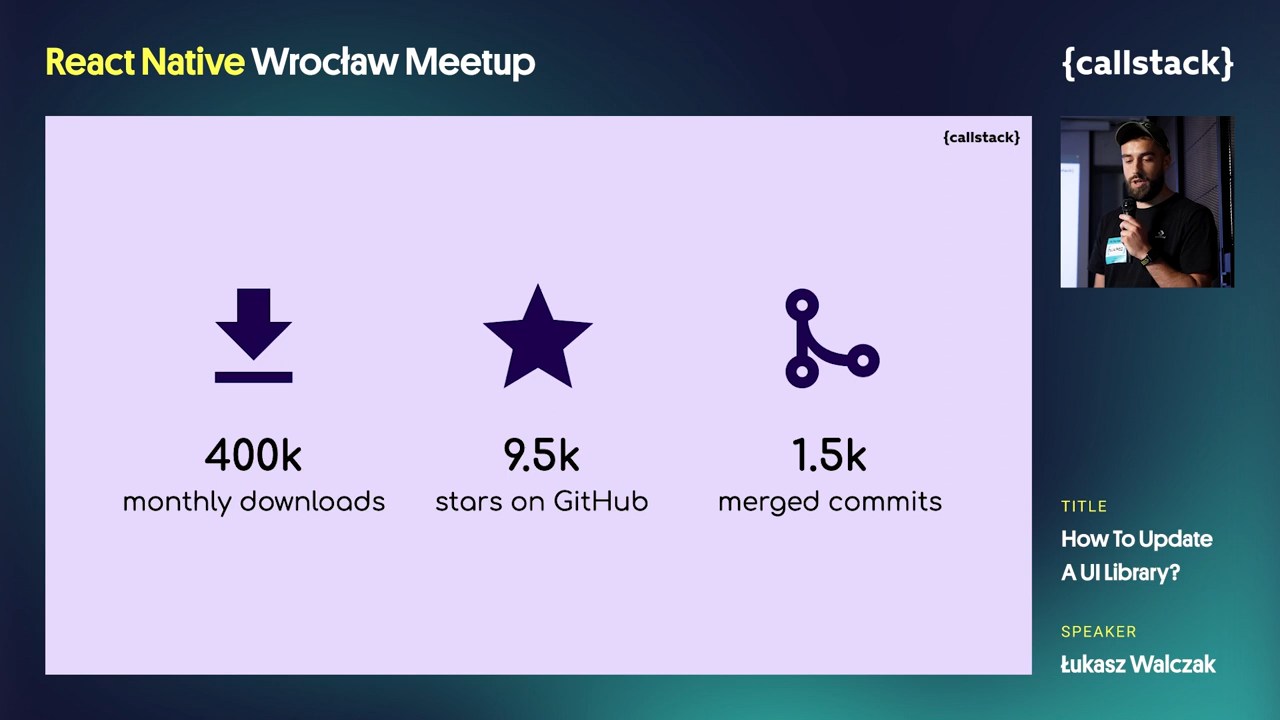 React Native Wrocław Meetup
{callstack}
{callstack}
400k
monthly downloads
9.5k
stars on GitHub
1.5k
merged commits
TITLE
How To Update
A UI Library?
SPEAKER
Łukasz Walczak